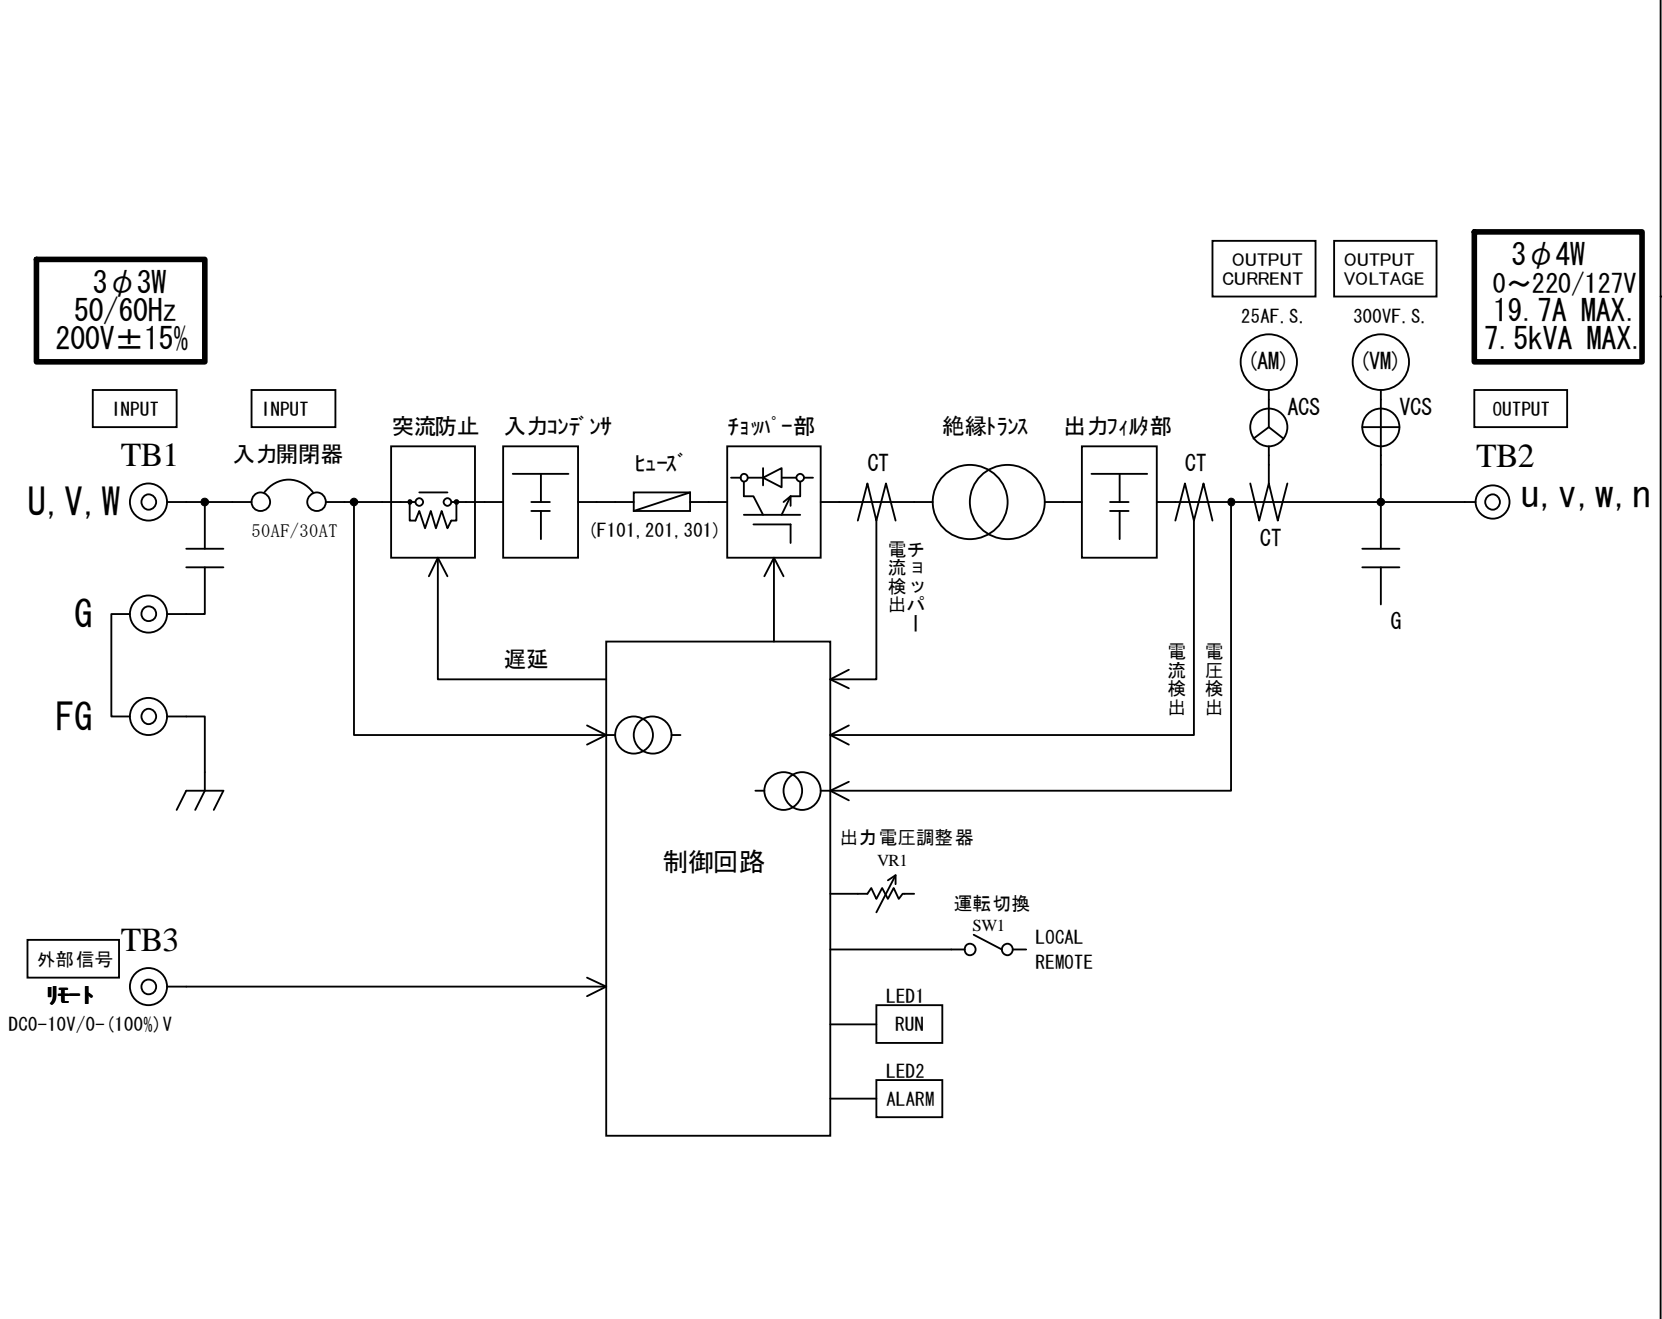 3φ3W
50/60Hz
200V±15%
OUTPUT
CURRENT
OUTPUT
VOLTAGE
3φ4W
0～220/127V
19.7A MAX.
7.5kVA MAX.
25AF.S.
300VF.S.
(AM)
(VM)
INPUT
INPUT
ACS
VCS
OUTPUT
TB1
入力開閉器
突流防止
入力ｺﾝﾃﾞﾝｻ
ﾋｭｰｽﾞ
ﾁｮｯﾊﾟｰ部
CT
絶縁ﾄﾗﾝｽ
出力ﾌｨﾙﾀ部
CT
TB2
U,V,W
50AF/30AT
(F101,201,301)
CT
u,v,w,n
チョッパー
電流検出
G
G
FG
遅延
電流検出
電圧検出
制御回路
出力電圧調整器
VR1
運転切換
SW1
LOCAL
REMOTE
TB3
外部信号
ﾘﾓｰﾄ
DC0-10V/0-(100%)V
LED1
RUN
LED2
ALARM